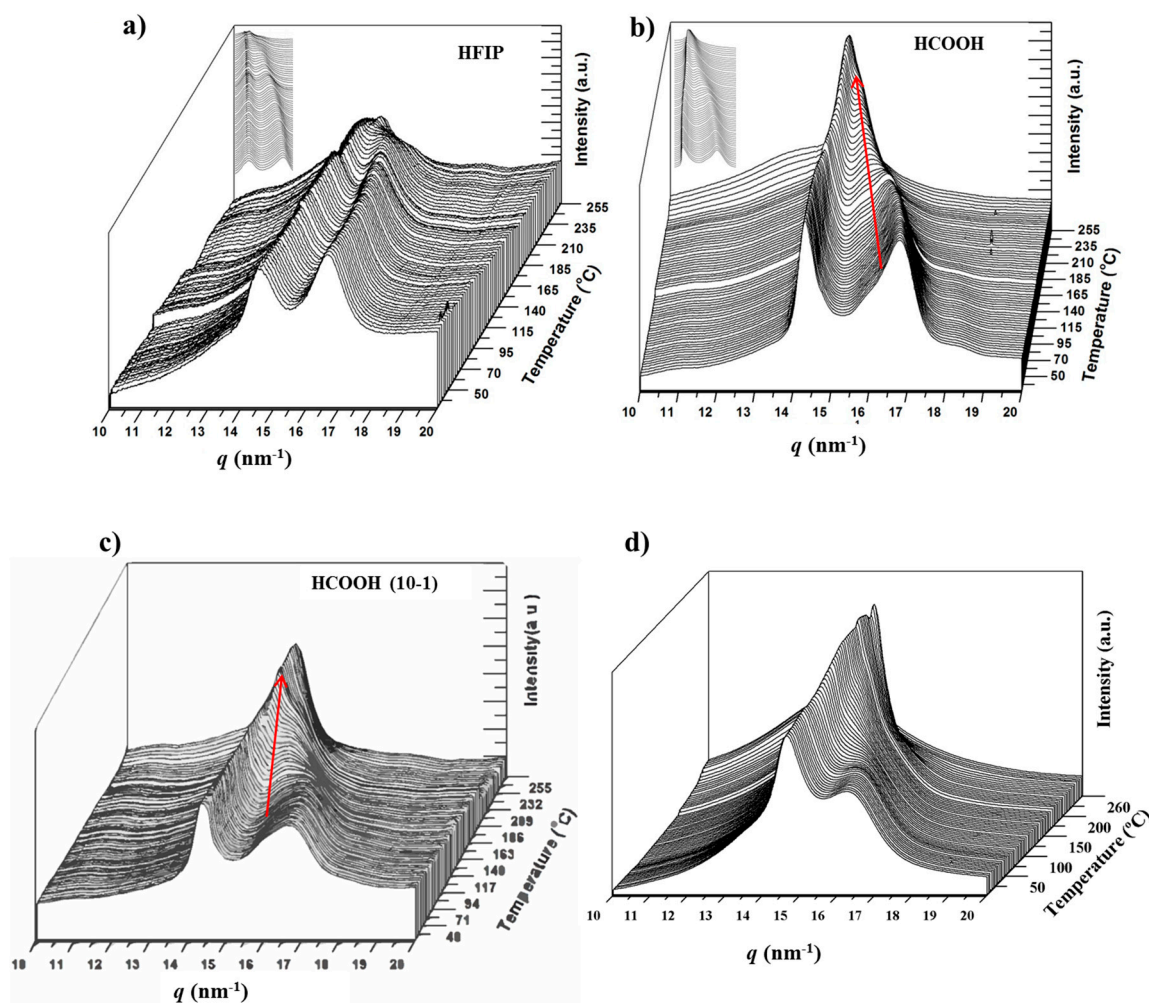 a)
HFIP
Intensity (a.u.)
255
235
210
185
165
140
115
95
70
50
Temperature (°C)
10 11 12 13 14 15 16 17 18 19 20
q (nm-1)
b)
HCOOH
Intensity (a.u.)
255
235
210
185
165
140
115
95
70
50
Temperature (°C)
10 11 12 13 14 15 16 17 18 19 20
q (nm-1)
c)
HCOOH (10-1)
Intensity(a u )
255
232
209
186
163
140
117
94
71
48
Temperature (°C)
10 11 12 13 14 15 16 17 18 19 20
q (nm-1)
d)
Intensity (a.u.)
260
200
150
100
50
Temperature (°C)
10 11 12 13 14 15 16 17 18 19 20
q (nm-1)